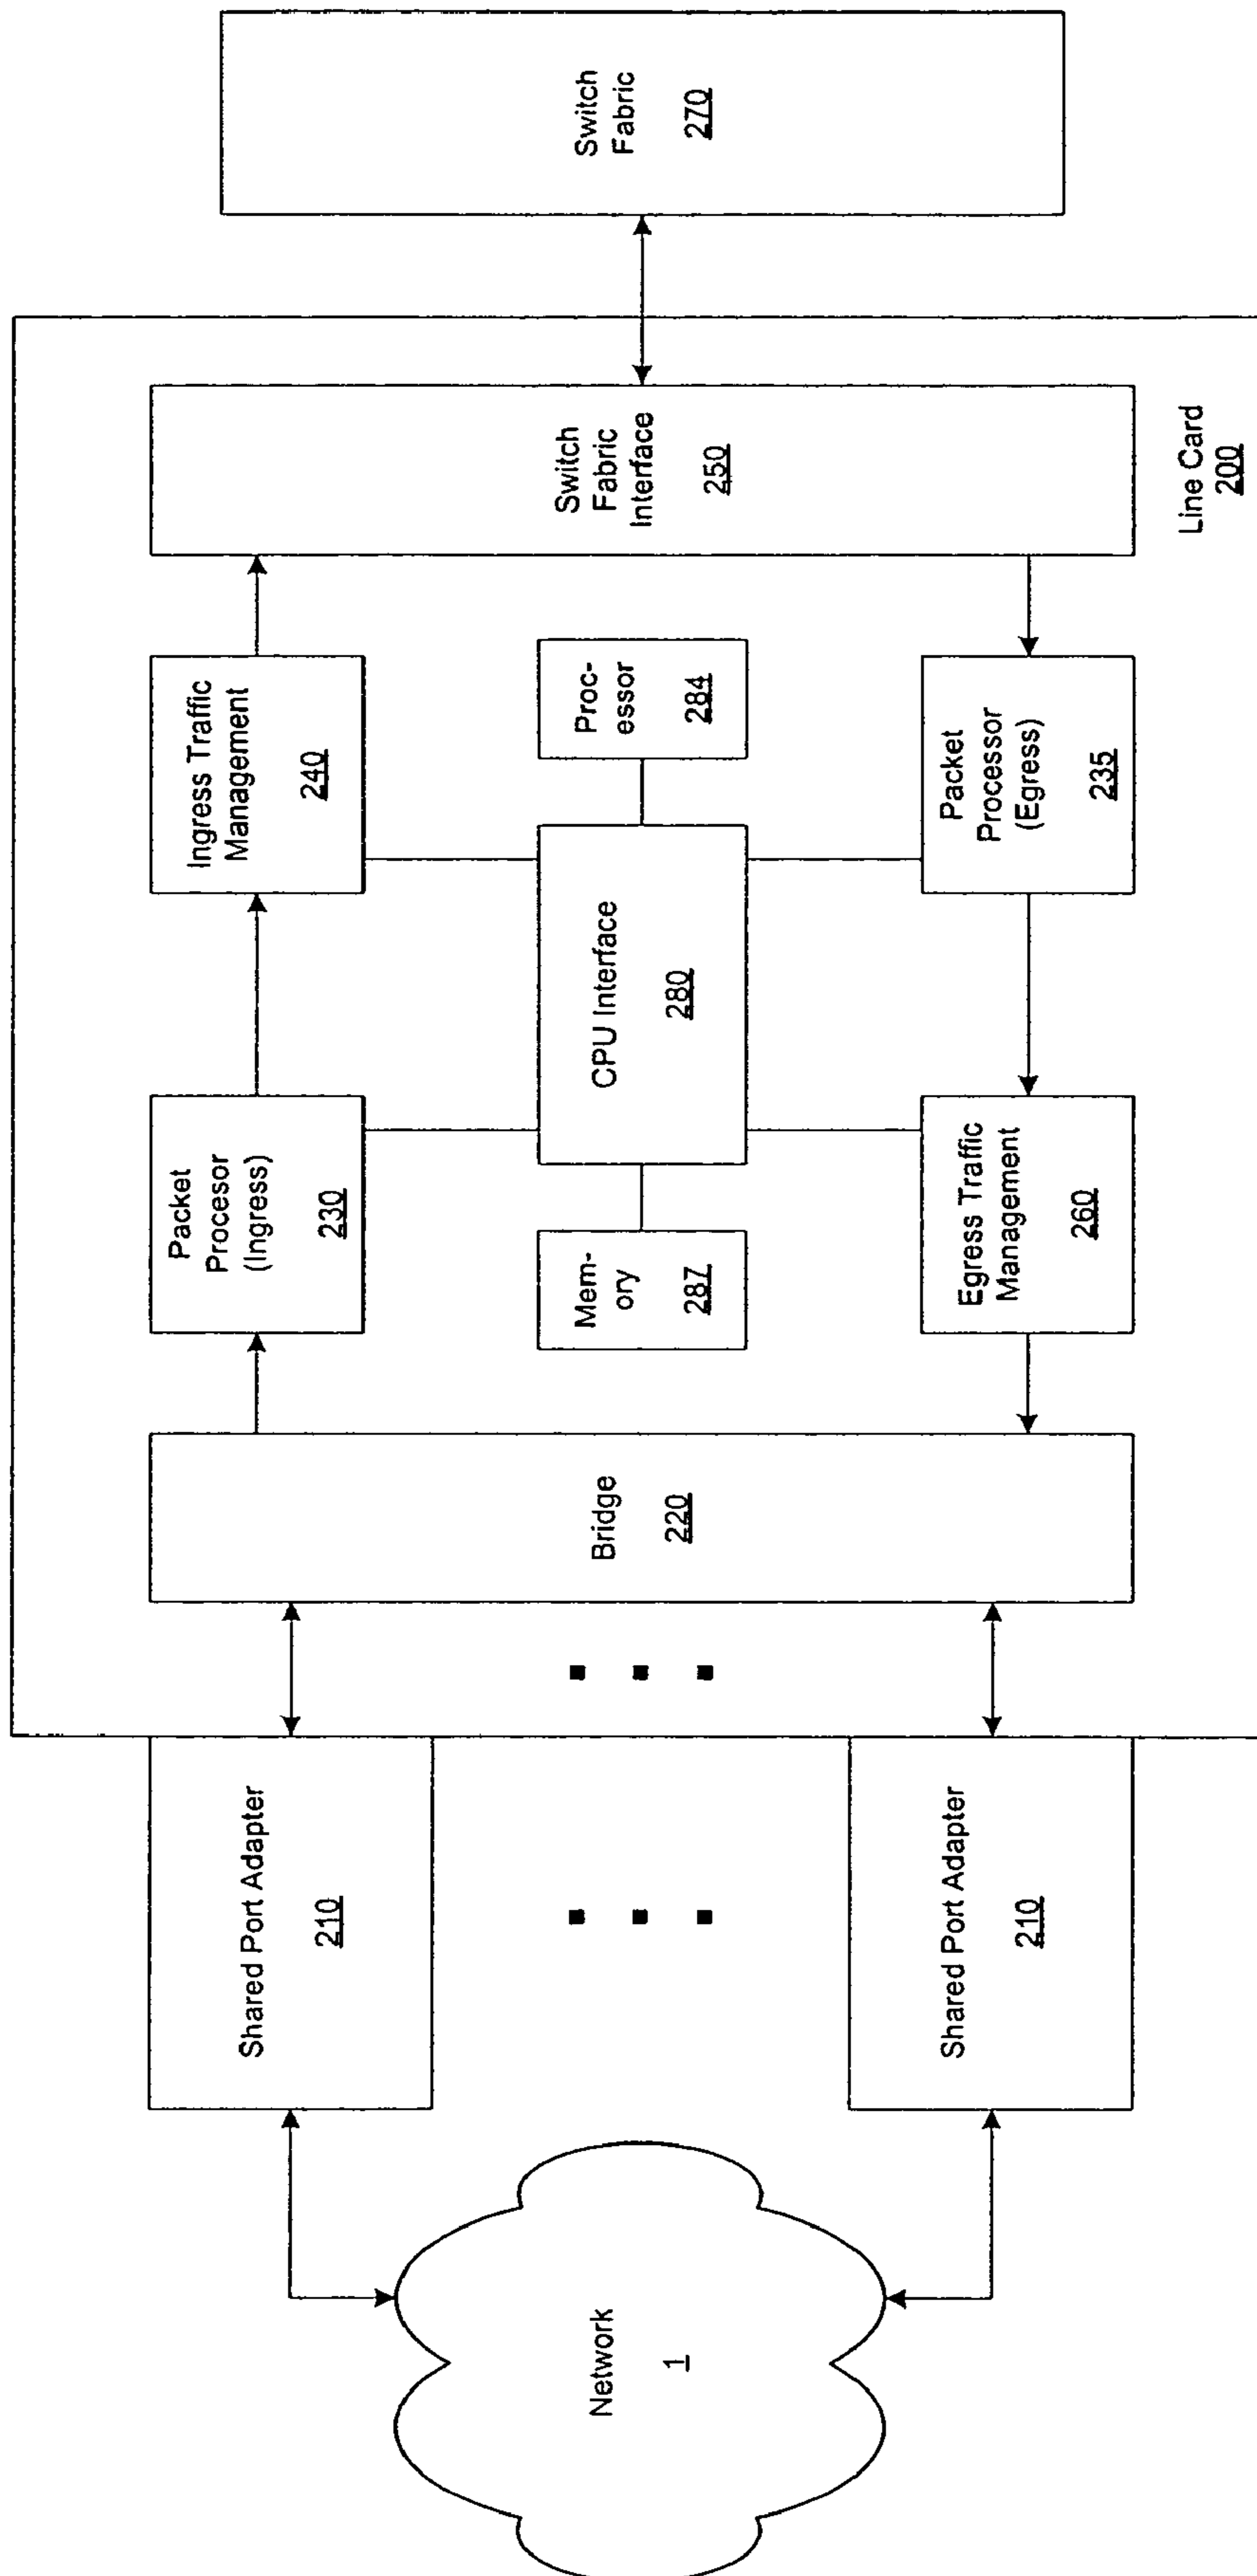 Network
1
Shared Port Adapter
210
Shared Port Adapter
210
Bridge
220
Packet
Procesor
(Ingress)
230
Ingress Traffic
Management
240
Mem-
ory
287
CPU Interface
280
Proc-
essor
284
Egress Traffic
Management
260
Packet
Processor
(Egress)
235
Switch
Fabric
Interface
250
Line Card
200
Switch
Fabric
270